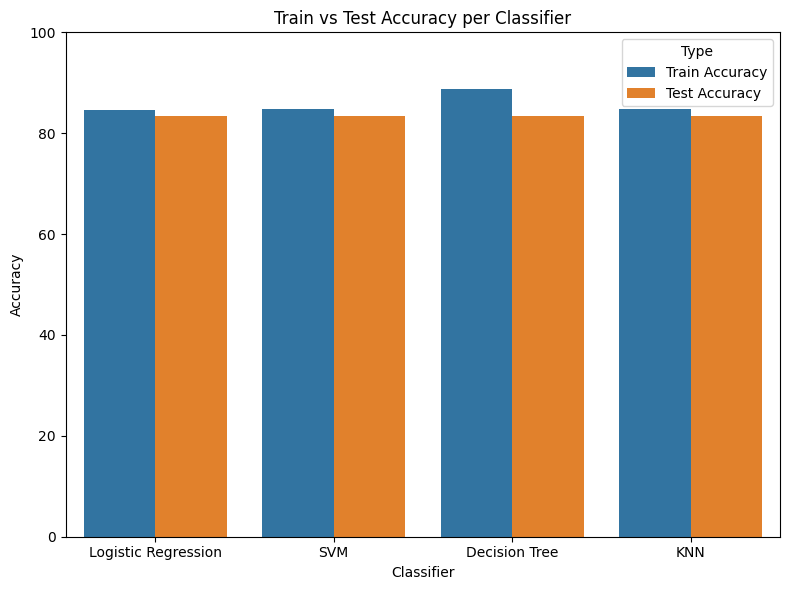 Train vs Test Accuracy per Classifier
Type
Train Accuracy
Test Accuracy
Accuracy
100
80
60
40
20
0
Logistic Regression
SVM
Decision Tree
KNN
Classifier